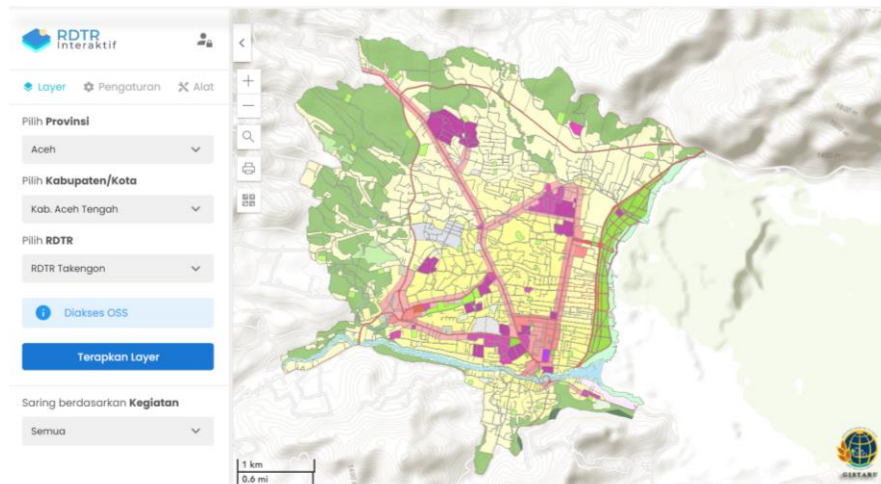 RDTR
Interaktif
Layer
Pengaturan
Alat
Pilih Provinsi
Aceh
Pilih Kabupaten/Kota
Kab. Aceh Tengah
Pilih RDTR
RDTR Takengon
Diakses OSS
Terapkan Layer
Saring berdasarkan Kegiatan
Semua
1 km
0.6 mi
GISTARU